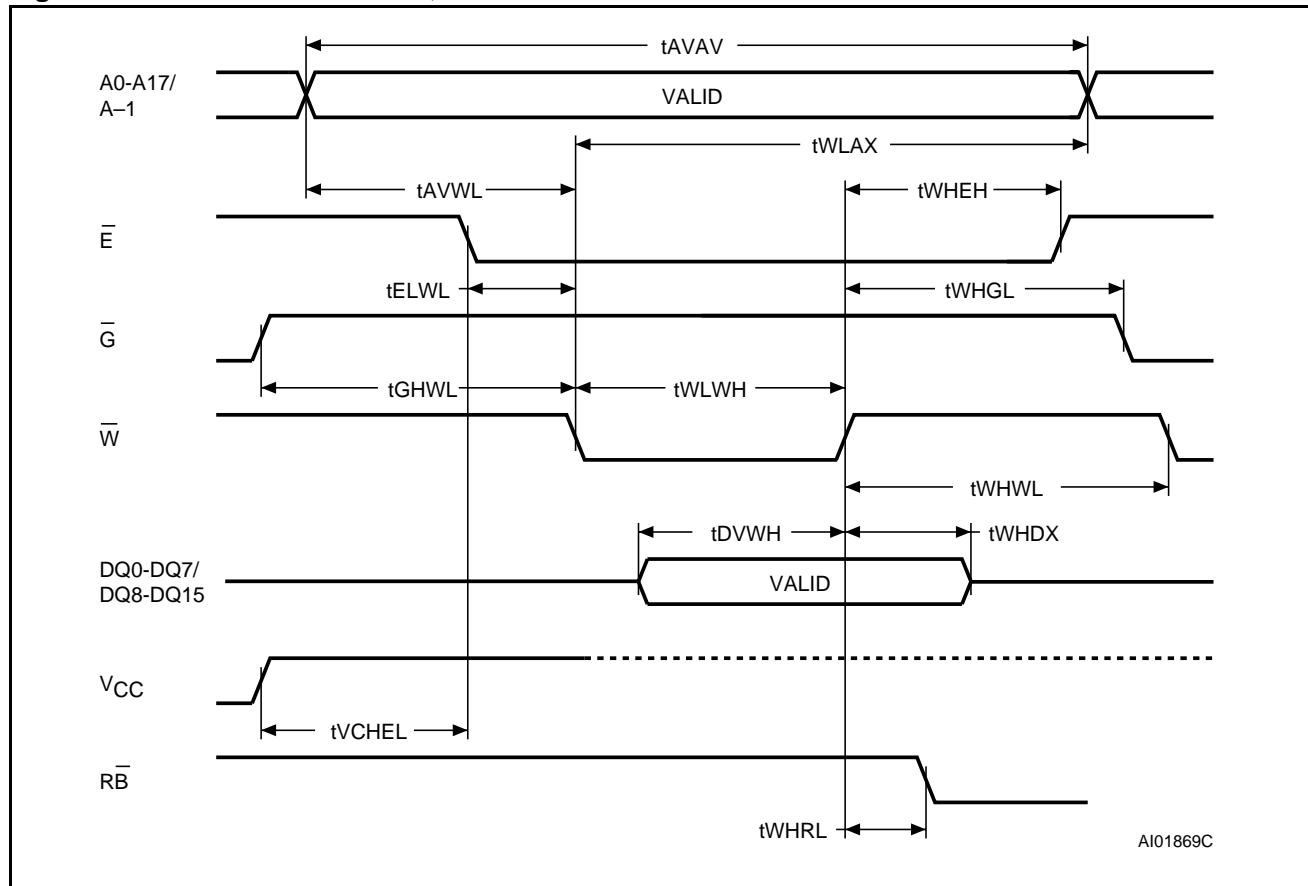 tAVAV
A0-A17/
A–1
VALID
tWLAX
tAVWL
tWHEH
E̅
tELWL
tWHGL
G̅
tGHWL
tWLWH
W̅
tWHWL
tDVWH
tWHDX
DQ0-DQ7/
DQ8-DQ15
VALID
VCC
tVCHEL
RB̅
tWHRL
AI01869C